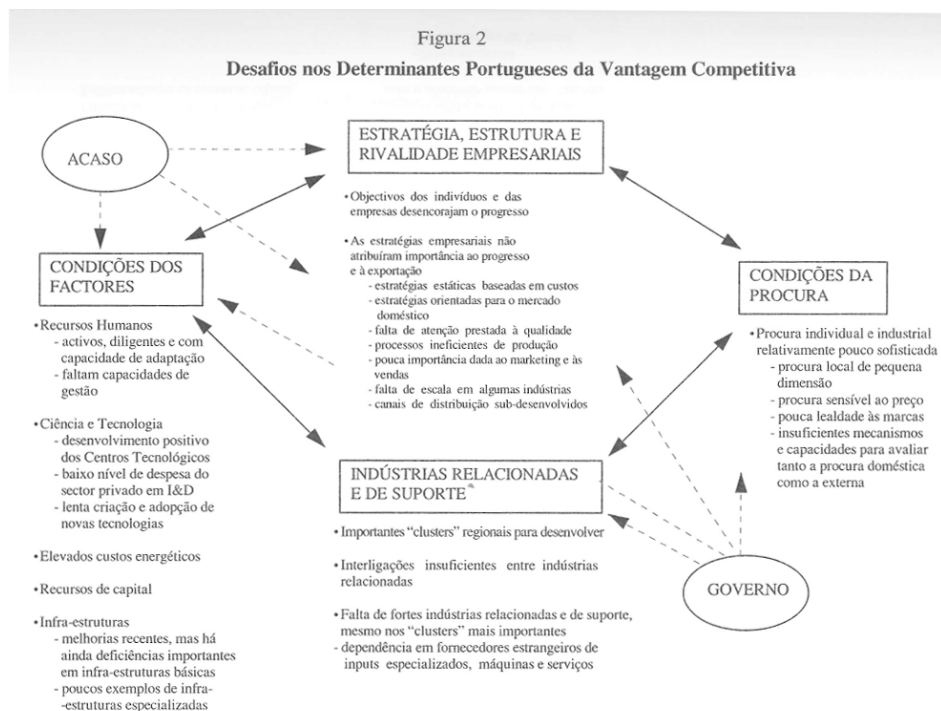 Figura 2
Desafios nos Determinantes Portugueses da Vantagem Competitiva
ACASO
ESTRATÉGIA, ESTRUTURA E
RIVALIDADE EMPRESARIAIS
•Objectivos dos indivíduos e das
empresas desencorajam o progresso
•As estratégias empresariais não
atribuíram importância ao progresso
e à exportação
- estratégias estáticas baseadas em custos
- estratégias orientadas para o mercado
doméstico
- falta de atenção prestada à qualidade
- processos ineficientes de produção
- pouca importância dada ao marketing e às
vendas
- falta de escala em algumas indústrias
- canais de distribuição sub-desenvolvidos
CONDIÇÕES DOS
FACTORES
•Recursos Humanos
- activos, diligentes e com
capacidade de adaptação
- faltam capacidades de
gestão
•Ciência e Tecnologia
- desenvolvimento positivo
dos Centros Tecnológicos
- baixo nível de despesa do
sector privado em I&D
- lenta criação e adopção de
novas tecnologias
•Elevados custos energéticos
•Recursos de capital
•Infra-estruturas
- melhorias recentes, mas há
ainda deficiências importantes
em infra-estruturas básicas
- poucos exemplos de infra-
-estruturas especializadas
CONDIÇÕES DA
PROCURA
•Procura individual e industrial
relativamente pouco sofisticada
- procura local de pequena
dimensão
- procura sensível ao preço
- pouca lealdade às marcas
- insuficientes mecanismos
e capacidades para avaliar
tanto a procura doméstica
como a externa
INDÚSTRIAS RELACIONADAS
E DE SUPORTE
•Importantes “clusters” regionais para desenvolver
•Interligações insuficientes entre indústrias
relacionadas
•Falta de fortes indústrias relacionadas e de suporte,
mesmo nos “clusters” mais importantes
- dependência em fornecedores estrangeiros de
inputs especializados, máquinas e serviços
GOVERNO